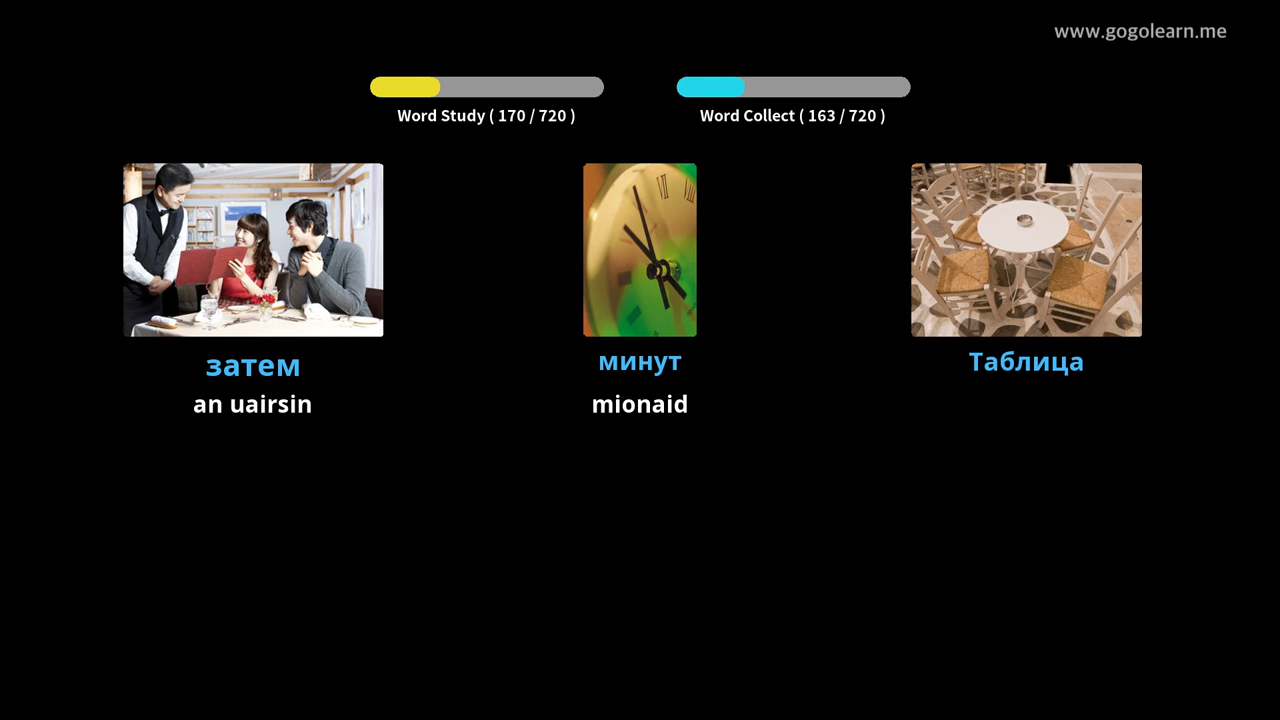 www.gogolearn.me
Word Study ( 170 / 720 )
Word Collect ( 163 / 720 )
затем
an uairsin
минут
mionaid
Таблица